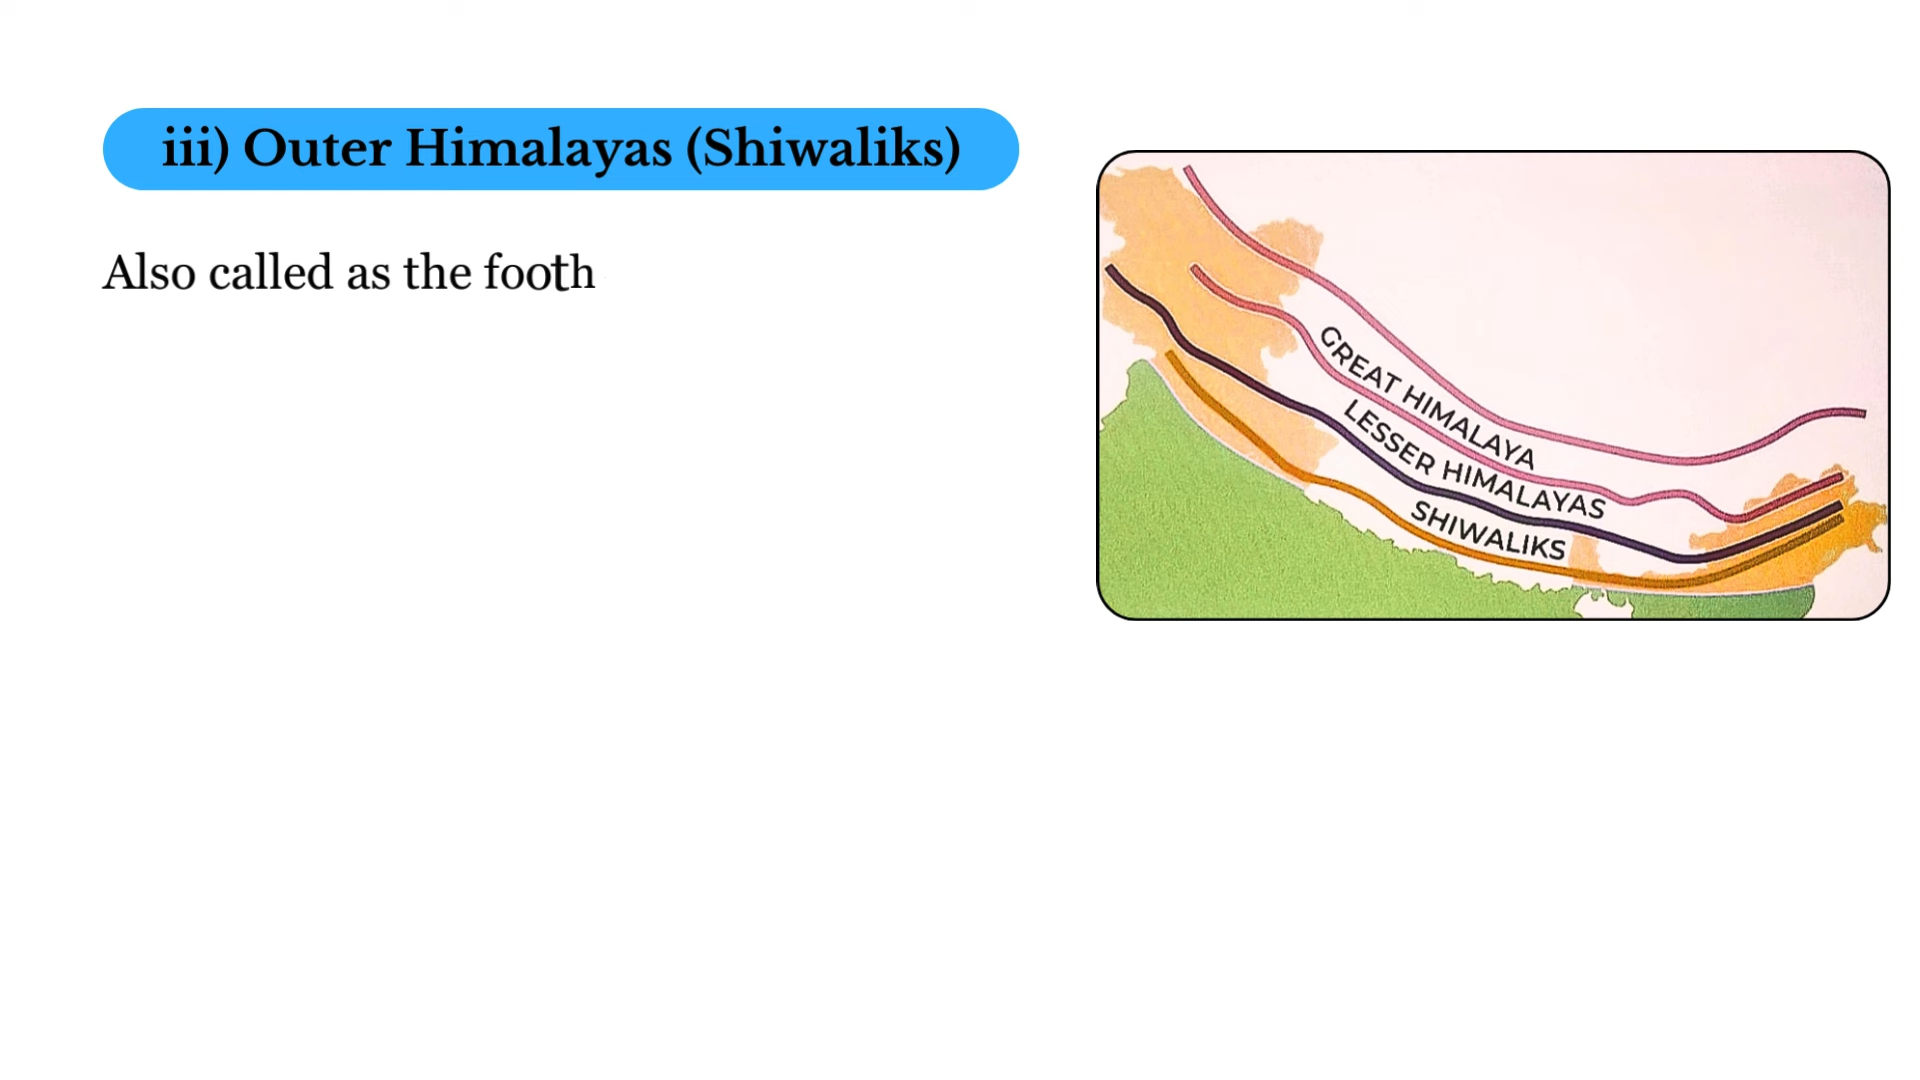 iii) Outer Himalayas (Shiwaliks)
Also called as the footh
GREAT HIMALAYA
LESSER HIMALAYAS
SHIWALIKS